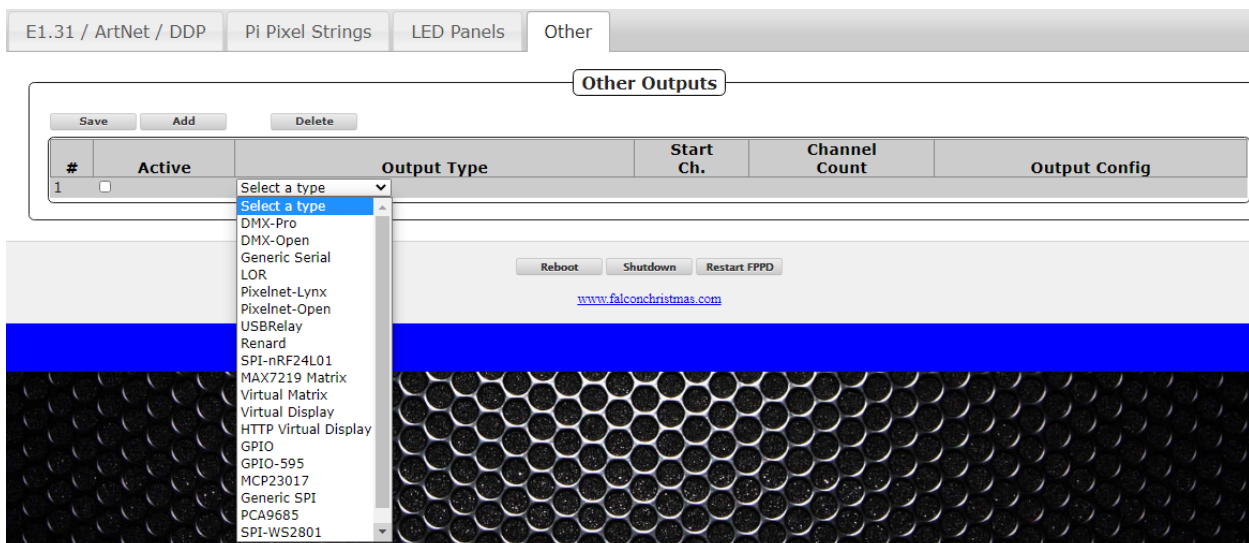 E1.31 / ArtNet / DDP Pi Pixel Strings LED Panels Other
Other Outputs
Save Add Delete
# Active Output Type Start Ch. Channel Count Output Config
1 Select a type
Select a type
DMX-Pro
DMX-Open
Generic Serial
LOR
Pixelnet-Lynx
Pixelnet-Open
USBRelay
Renard
SPI-nRF24L01
MAX7219 Matrix
Virtual Matrix
Virtual Display
HTTP Virtual Display
GPIO
GPIO-595
MCP23017
Generic SPI
PCA9685
SPI-WS2801
Reboot Shutdown Restart FPPD
www.falconchristmas.com